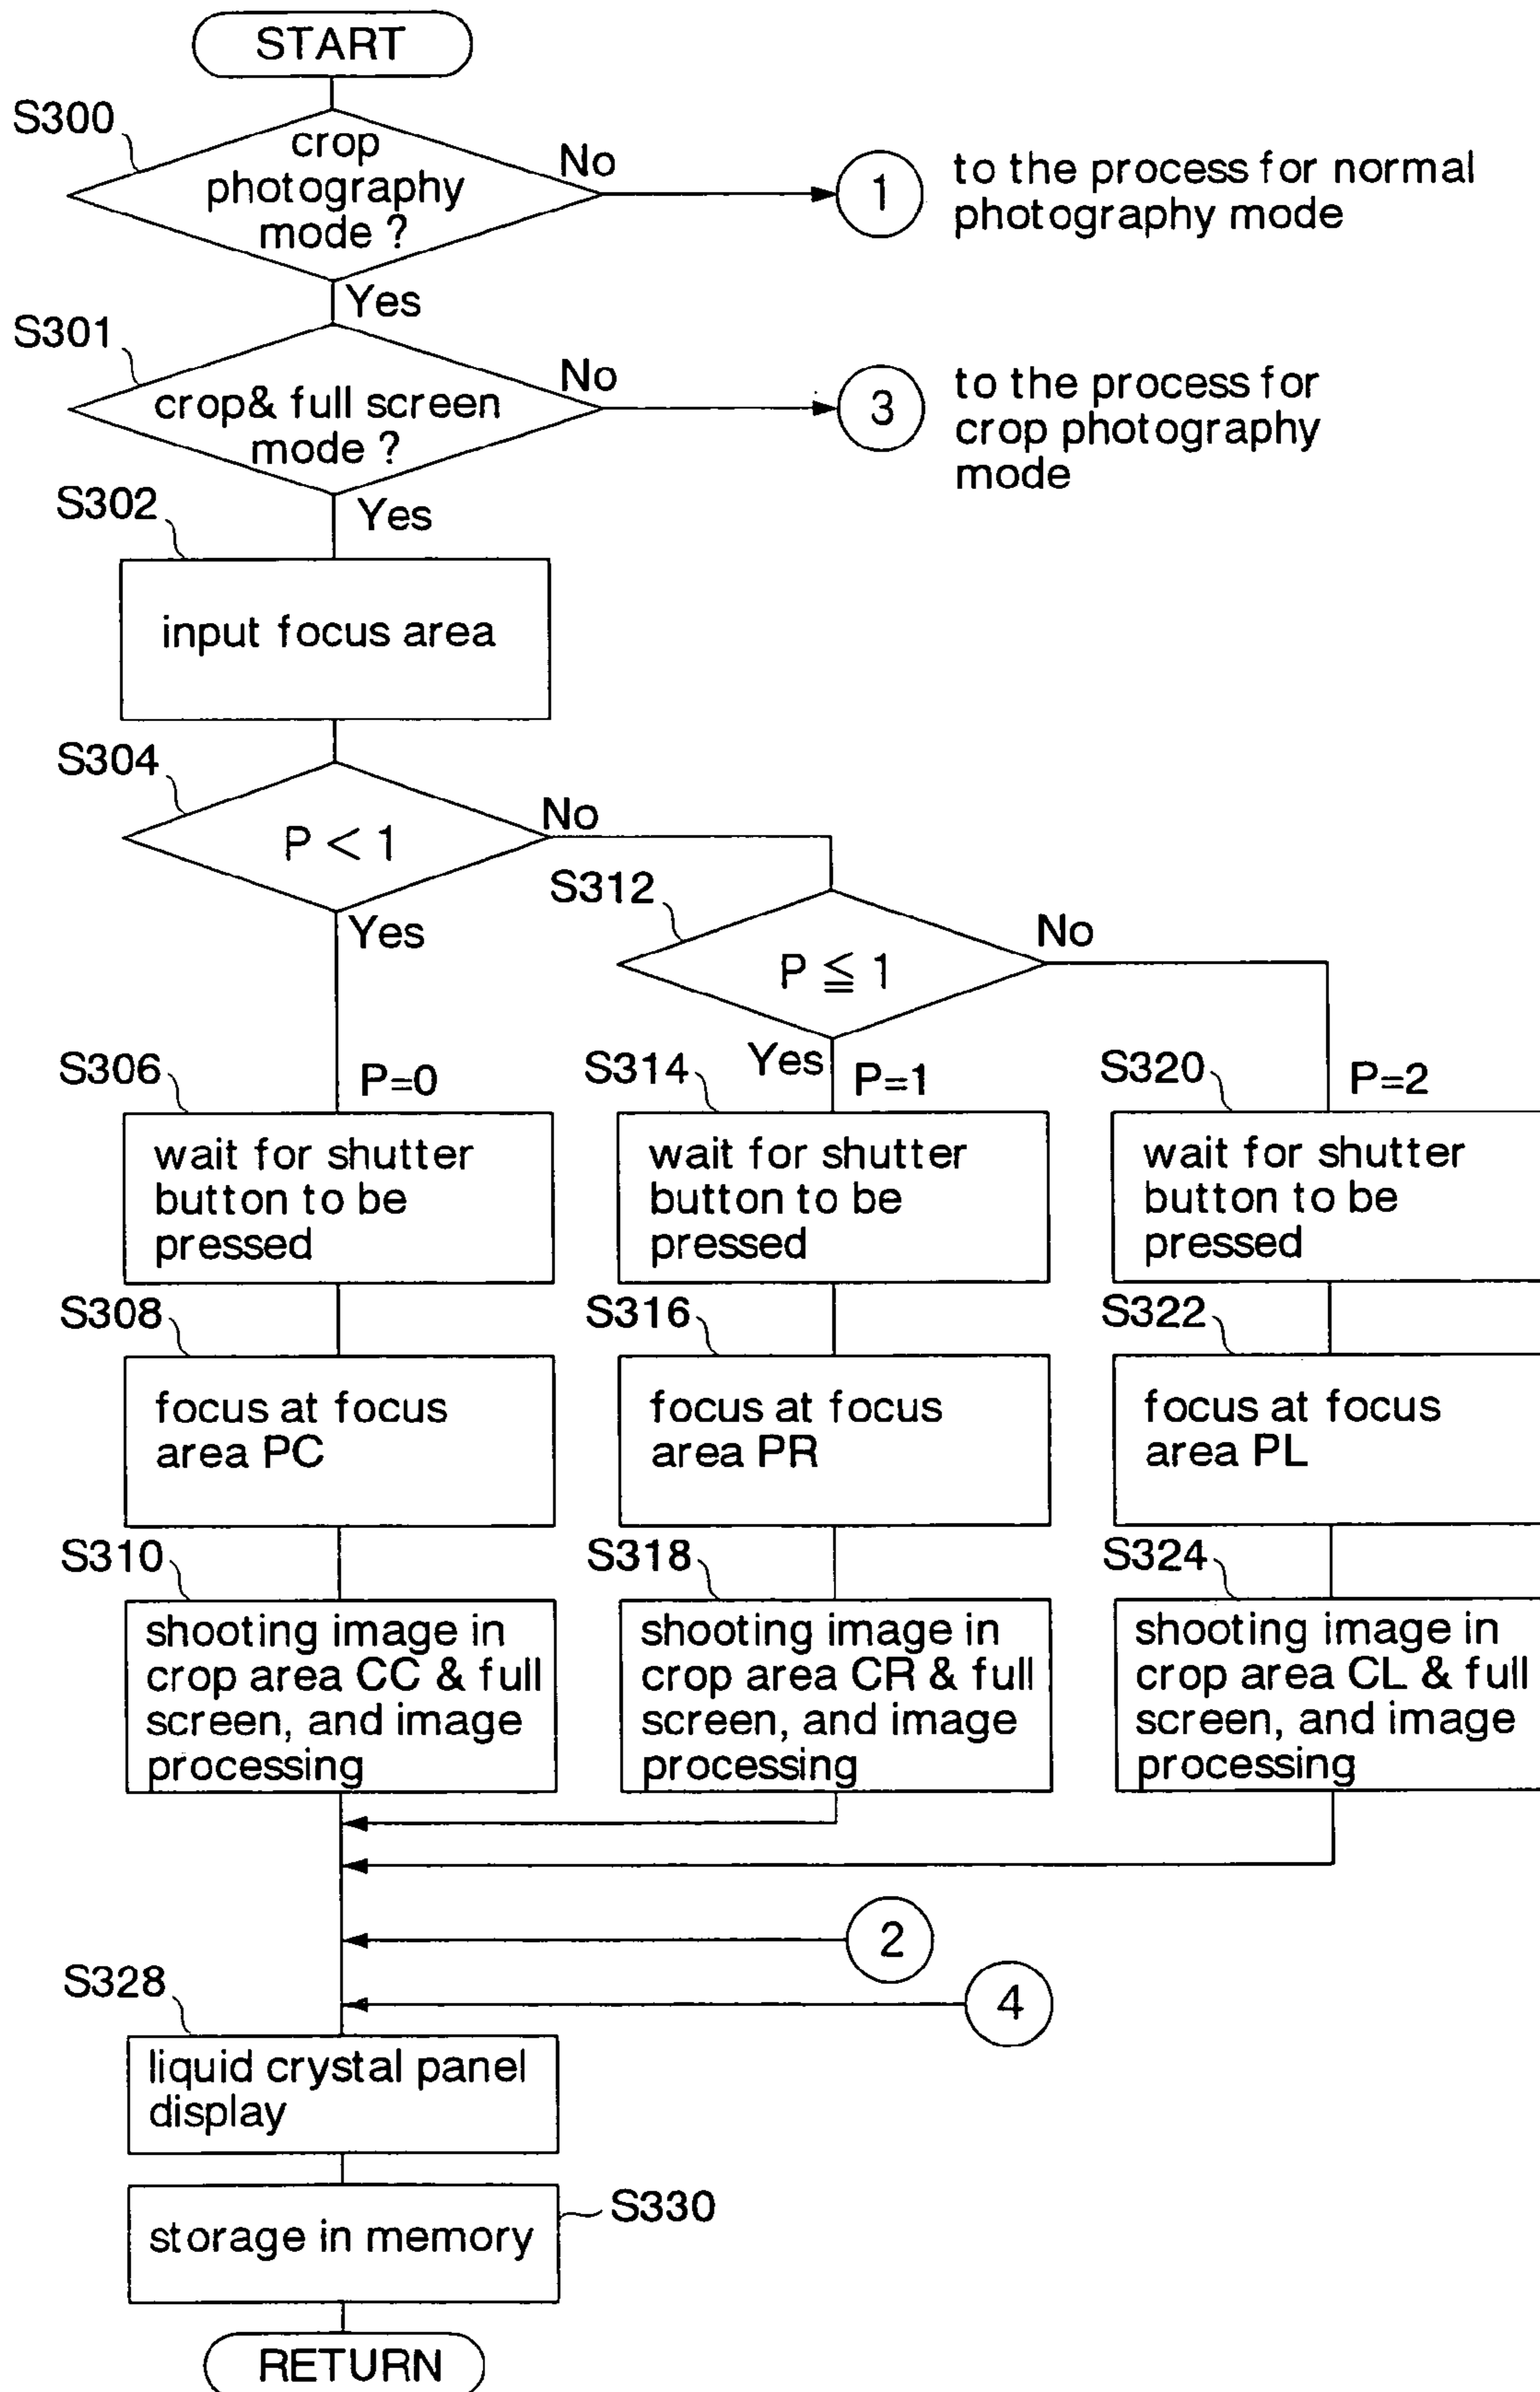 START
S300
crop
photography
mode ?
No
1
to the process for normal
photography mode
Yes
S301
crop& full screen
mode ?
No
3
to the process for
crop photography
mode
Yes
S302
input focus area
S304
P < 1
No
Yes
S312
P ≦ 1
No
Yes
S306
P=0
wait for shutter
button to be
pressed
S314
P=1
wait for shutter
button to be
pressed
S320
P=2
wait for shutter
button to be
pressed
S308
focus at focus
area PC
S316
focus at focus
area PR
S322
focus at focus
area PL
S310
shooting image in
crop area CC & full
screen, and image
processing
S318
shooting image in
crop area CR & full
screen, and image
processing
S324
shooting image in
crop area CL & full
screen, and image
processing
2
4
S328
liquid crystal panel
display
S330
storage in memory
RETURN